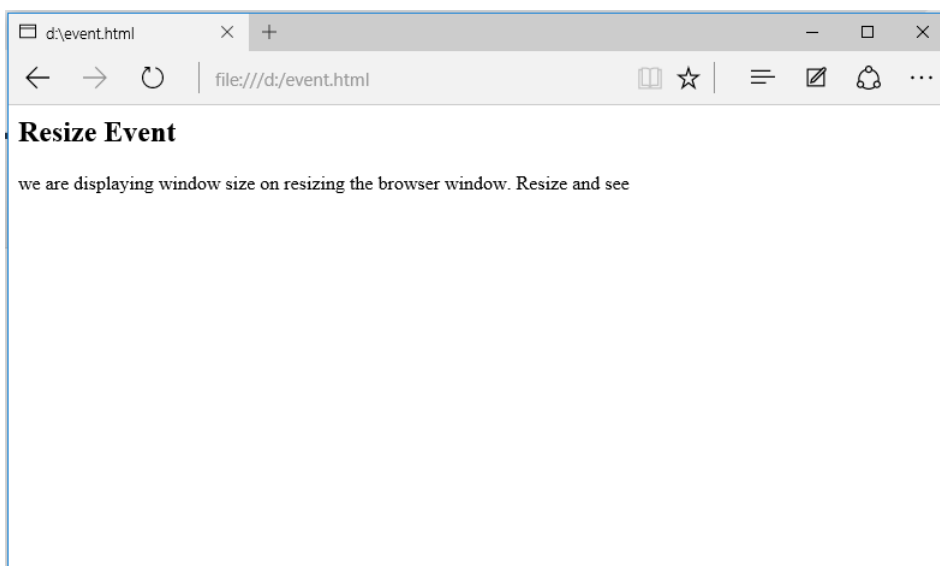 d:\event.html
file:///d:/event.html
Resize Event
we are displaying window size on resizing the browser window. Resize and see